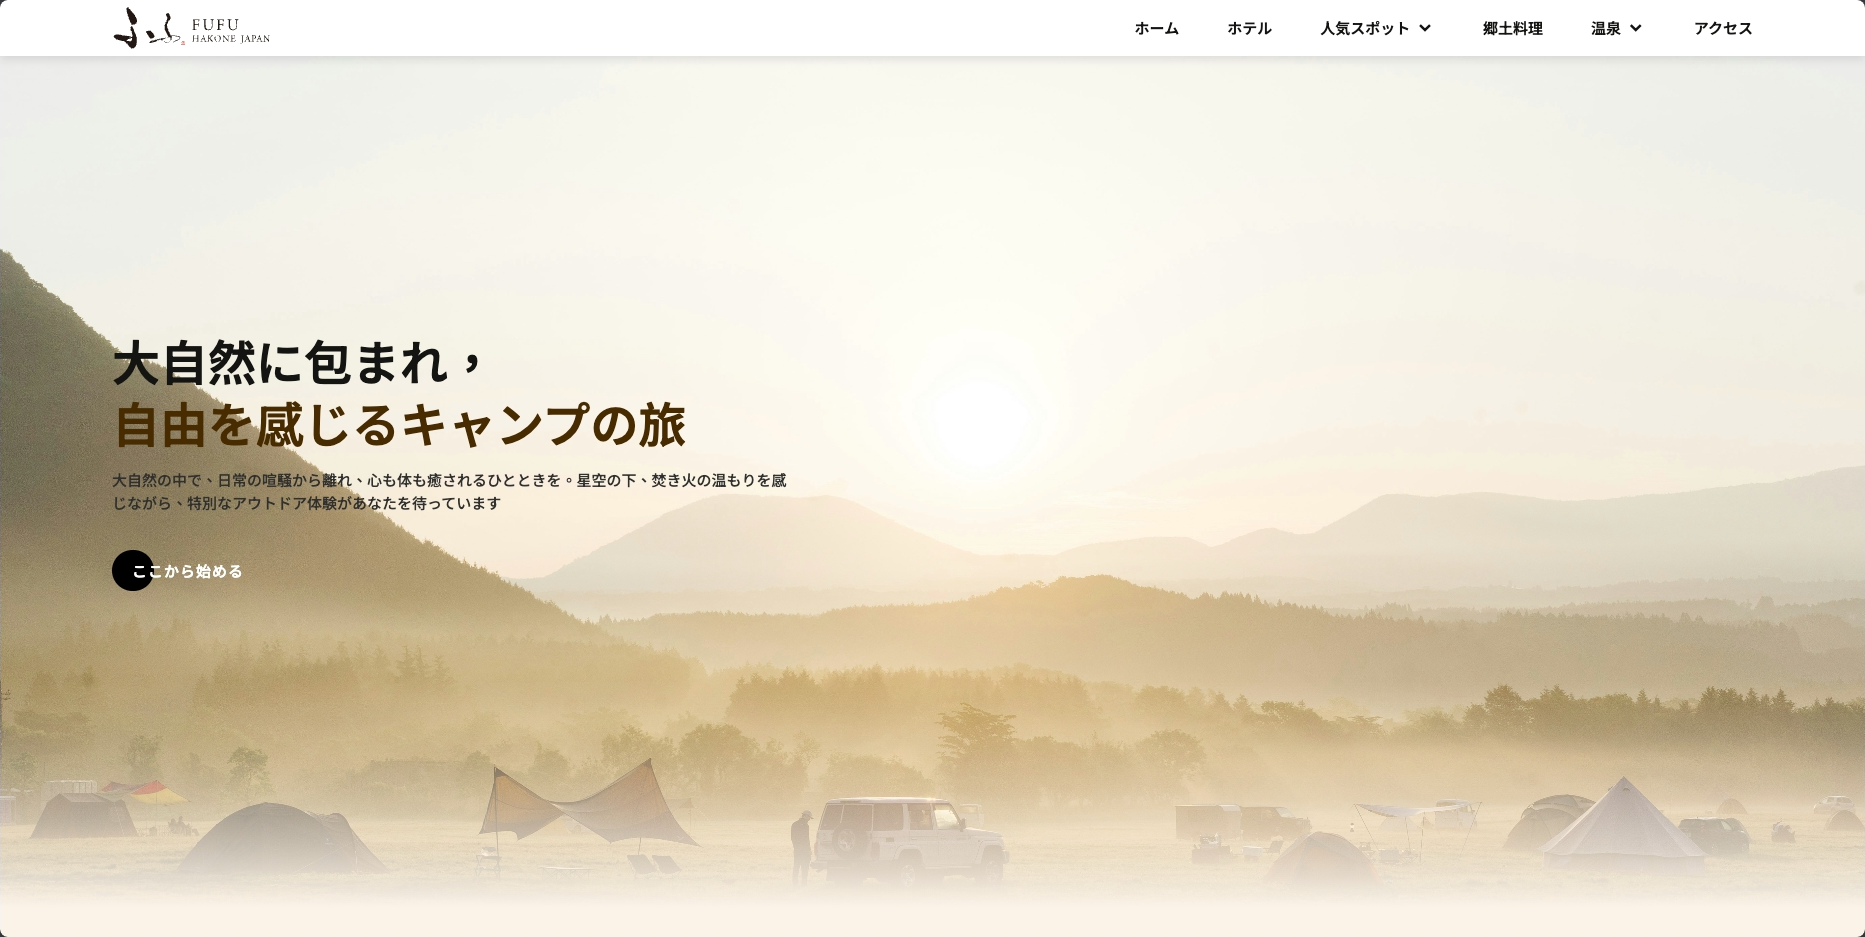 ふふ
FUFU
HAKONE JAPAN
ホーム
ホテル
人気スポット
郷土料理
温泉
アクセス
大自然に包まれ，
自由を感じるキャンプの旅
大自然の中で、日常の喧騒から離れ、心も体も癒されるひとときを。星空の下、焚き火の温もりを感
じながら、特別なアウトドア体験があなたを待っています
ここから始める